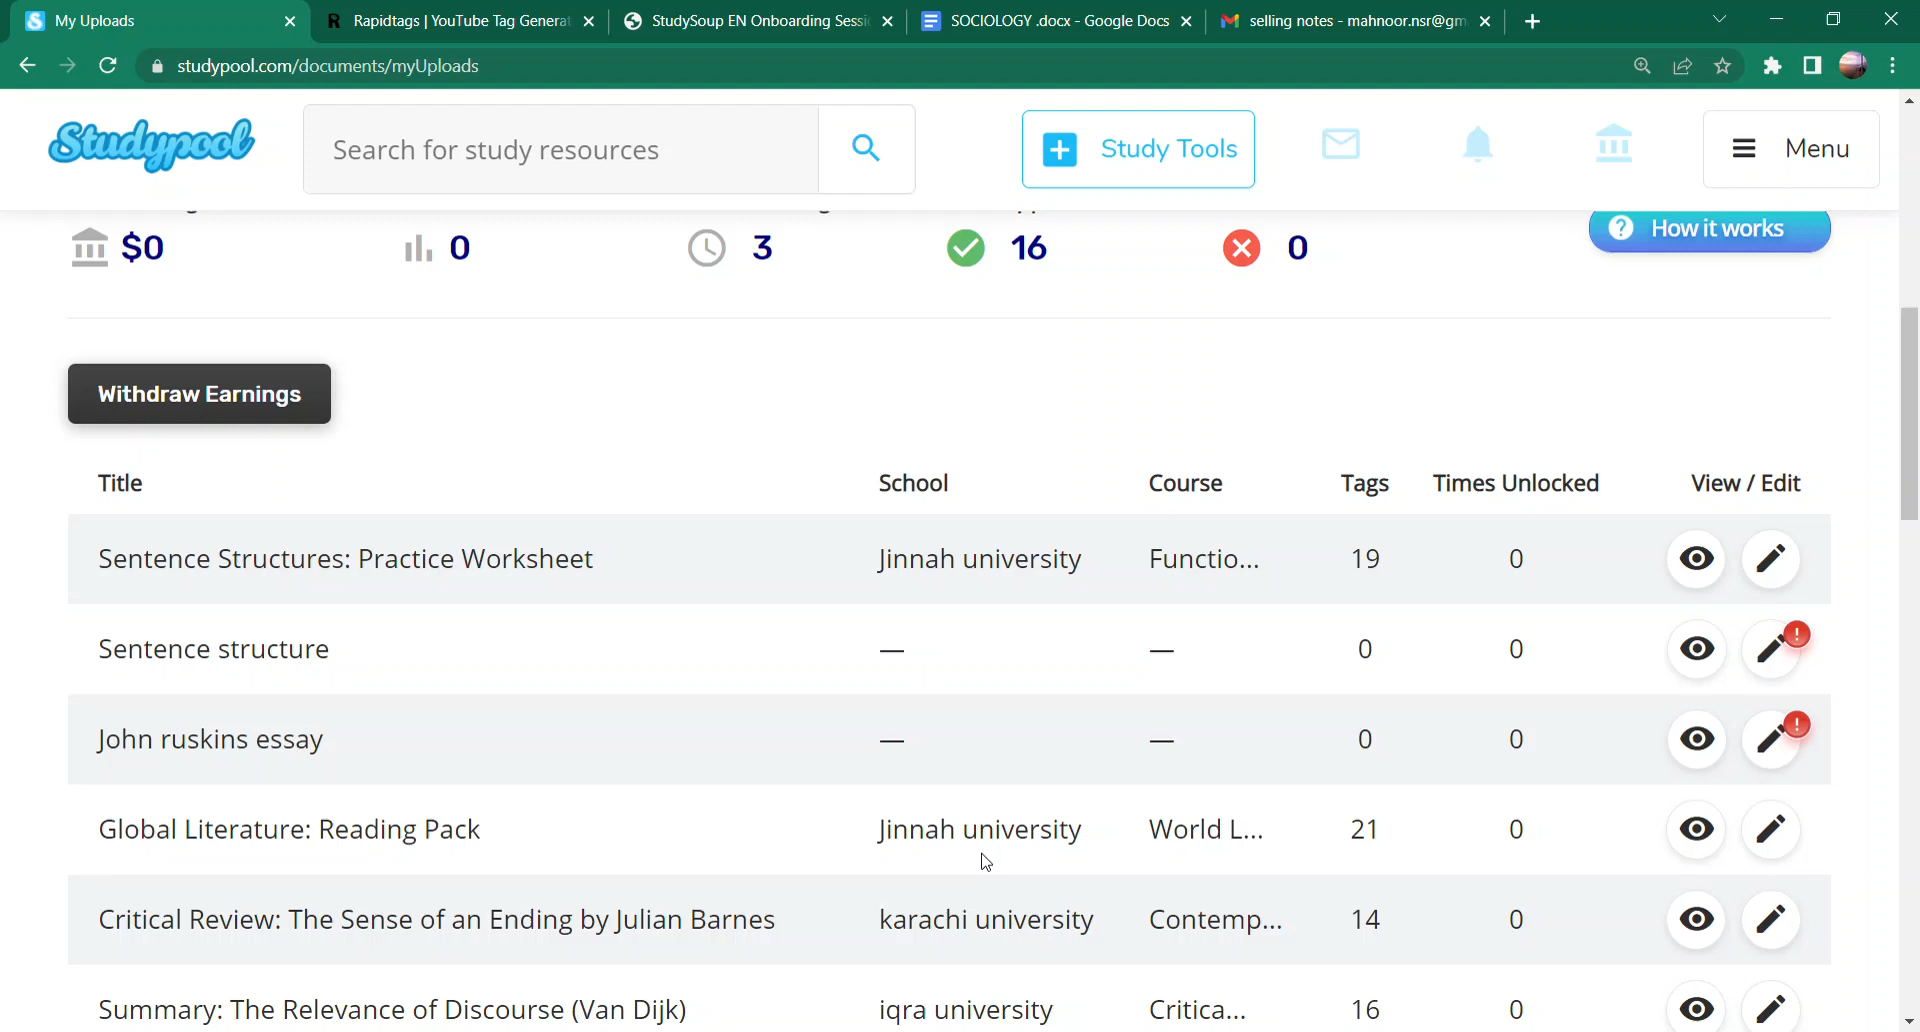 My Uploads
Rapidtags | YouTube Tag Generat
StudySoup EN Onboarding Sessi
SOCIOLOGY .docx - Google Docs
selling notes - mahnoor.nsr@gm
studypool.com/documents/myUploads
Studypool
Search for study resources
Study Tools
Menu
$0
0
3
16
0
How it works
Withdraw Earnings
Title School Course Tags Times Unlocked View / Edit
Sentence Structures: Practice Worksheet Jinnah university Functio... 19 0
Sentence structure — — 0 0
John ruskins essay — — 0 0
Global Literature: Reading Pack Jinnah university World L... 21 0
Critical Review: The Sense of an Ending by Julian Barnes karachi university Contemp... 14 0
Summary: The Relevance of Discourse (Van Dijk) iqra university Critica... 16 0